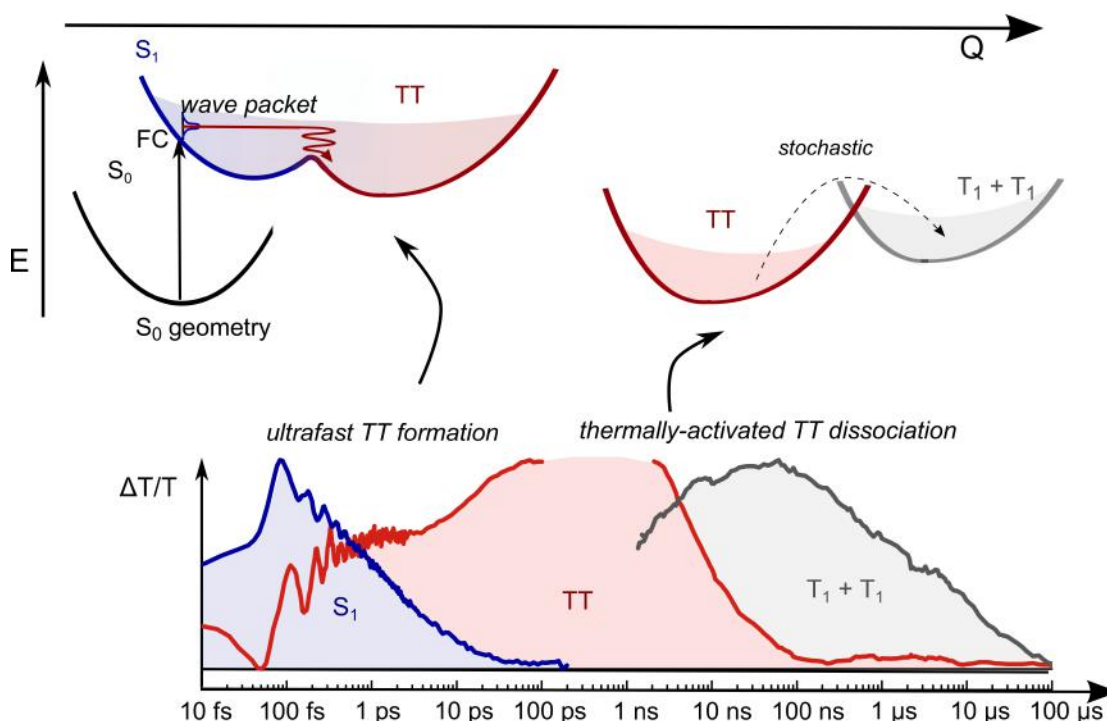 Q
S₁
TT
wave packet
FC
S₀
E
S₀ geometry
stochastic
TT
T₁ + T₁
ultrafast TT formation
thermally-activated TT dissociation
ΔT/T
S₁
TT
T₁ + T₁
10 fs 100 fs 1 ps 10 ps 100 ps 1 ns 10 ns 100 ns 1 µs 10 µs 100 µs